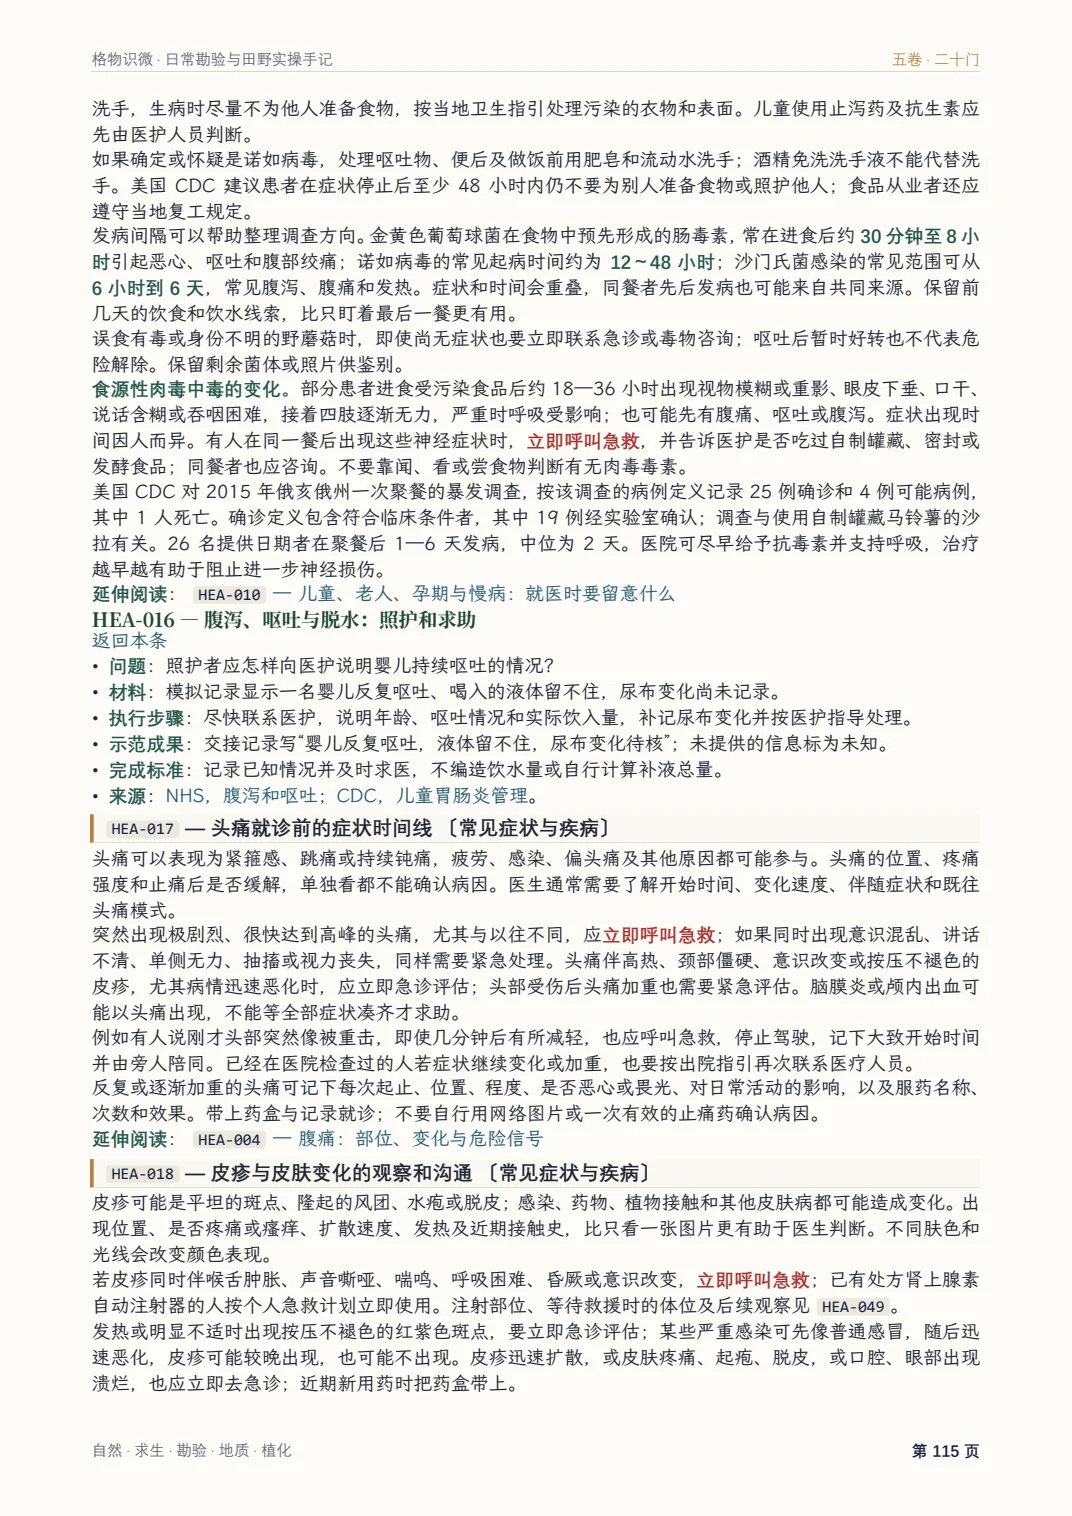 格物识微 · 日常勘验与田野实操手记
五卷 · 二十门
洗手，生病时尽量不为他人准备食物，按当地卫生指引处理污染的衣物和表面。儿童使用止泻药及抗生素应
先由医护人员判断。
如果确定或怀疑是诺如病毒，处理呕吐物、便后及做饭前用肥皂和流动水洗手；酒精免洗洗手液不能代替洗
手。美国 CDC 建议患者在症状停止后至少 48 小时内仍不要为别人准备食物或照护他人；食品从业者还应
遵守当地复工规定。
发病间隔可以帮助整理调查方向。金黄色葡萄球菌在食物中预先形成的肠毒素，常在进食后约 30 分钟至 8 小
时引起恶心、呕吐和腹部绞痛；诺如病毒的常见起病时间约为 12~48 小时；沙门氏菌感染的常见范围可从
6 小时到 6 天，常见腹泻、腹痛和发热。症状和时间会重叠，同餐者先后发病也可能来自共同来源。保留前
几天的饮食和饮水线索，比只盯着最后一餐更有用。
误食有毒或身份不明的野蘑菇时，即使尚无症状也要立即联系急诊或毒物咨询；呕吐后暂时好转也不代表危
险解除。保留剩余菌体或照片供鉴别。
食源性肉毒中毒的变化。部分患者进食受污染食品后约 18—36 小时出现视物模糊或重影、眼皮下垂、口干、
说话含糊或吞咽困难，接着四肢逐渐无力，严重时呼吸受影响；也可能先有腹痛、呕吐或腹泻。症状出现时
间因人而异。有人在同一餐后出现这些神经症状时，立即呼叫急救，并告诉医护是否吃过自制罐藏、密封或
发酵食品；同餐者也应咨询。不要靠闻、看或尝食物判断有无肉毒毒素。
美国 CDC 对 2015 年俄亥俄州一次聚餐的暴发调查，按该调查的病例定义记录 25 例确诊和 4 例可能病例，
其中 1 人死亡。确诊定义包含符合临床条件者，其中 19 例经实验室确认；调查与使用自制罐藏马铃薯的沙
拉有关。26 名提供日期者在聚餐后 1—6 天发病，中位为 2 天。医院可尽早给予抗毒素并支持呼吸，治疗
越早越有助于阻止进一步神经损伤。
延伸阅读： HEA-010 — 儿童、老人、孕期与慢病：就医时要留意什么
HEA-016 — 腹泻、呕吐与脱水：照护和求助
返回本条
• 问题：照护者应怎样向医护说明婴儿持续呕吐的情况？
• 材料：模拟记录显示一名婴儿反复呕吐、喝入的液体留不住，尿布变化尚未记录。
• 执行步骤：尽快联系医护，说明年龄、呕吐情况和实际饮入量，补记尿布变化并按医护指导处理。
• 示范成果：交接记录写“婴儿反复呕吐，液体留不住，尿布变化待核”；未提供的信息标为未知。
• 完成标准：记录已知情况并及时求医，不编造饮水量或自行计算补液总量。
• 来源：NHS，腹泻和呕吐；CDC，儿童胃肠炎管理。
HEA-017 — 头痛就诊前的症状时间线 〔常见症状与疾病〕
头痛可以表现为紧箍感、跳痛或持续钝痛，疲劳、感染、偏头痛及其他原因都可能参与。头痛的位置、疼痛
强度和止痛后是否缓解，单独看都不能确认病因。医生通常需要了解开始时间、变化速度、伴随症状和既往
头痛模式。
突然出现极剧烈、很快达到高峰的头痛，尤其与以往不同，应立即呼叫急救；如果同时出现意识混乱、讲话
不清、单侧无力、抽搐或视力丧失，同样需要紧急处理。头痛伴高热、颈部僵硬、意识改变或按压不褪色的
皮疹，尤其病情迅速恶化时，应立即急诊评估；头部受伤后头痛加重也需要紧急评估。脑膜炎或颅内出血可
能以头痛出现，不能等全部症状凑齐才求助。
例如有人说刚才头部突然像被重击，即使几分钟后有所减轻，也应呼叫急救，停止驾驶，记下大致开始时间
并由旁人陪同。已经在医院检查过的人若症状继续变化或加重，也要按出院指引再次联系医疗人员。
反复或逐渐加重的头痛可记下每次起止、位置、程度、是否恶心或畏光、对日常活动的影响，以及服药名称、
次数和效果。带上药盒与记录就诊；不要自行用网络图片或一次有效的止痛药确认病因。
延伸阅读： HEA-004 — 腹痛：部位、变化与危险信号
HEA-018 — 皮疹与皮肤变化的观察和沟通 〔常见症状与疾病〕
皮疹可能是平坦的斑点、隆起的风团、水疱或脱皮；感染、药物、植物接触和其他皮肤病都可能造成变化。出
现位置、是否疼痛或瘙痒、扩散速度、发热及近期接触史，比只看一张图片更有助于医生判断。不同肤色和
光线会改变颜色表现。
若皮疹同时伴喉舌肿胀、声音嘶哑、喘鸣、呼吸困难、昏厥或意识改变，立即呼叫急救；已有处方肾上腺素
自动注射器的人按个人急救计划立即使用。注射部位、等待救援时的体位及后续观察见 HEA-049 。
发热或明显不适时出现按压不褪色的红紫色斑点，要立即急诊评估；某些严重感染可先像普通感冒，随后迅
速恶化，皮疹可能较晚出现，也可能不出现。皮疹迅速扩散，或皮肤疼痛、起疱、脱皮，或口腔、眼部出现
溃烂，也应立即去急诊；近期新用药时把药盒带上。
自然 · 求生 · 勘验 · 地质 · 植化
第 115 页